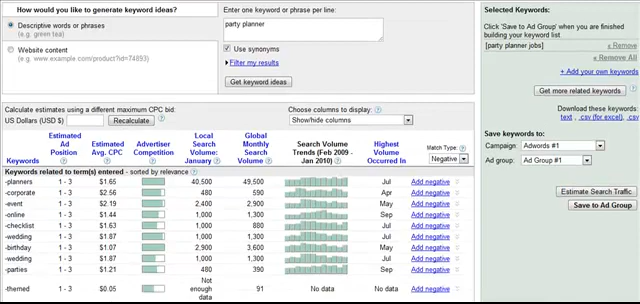 How would you like to generate keyword ideas?
Descriptive words or phrases
(e.g. green tea)
Website content
(e.g. www.example.com/product?id=74893)
Enter one keyword or phrase per line:
party planner
Use synonyms
Filter my results
Get keyword ideas
Selected Keywords:
Click 'Save to Ad Group' when you are finished
building your keyword list
[party planner jobs] « Remove
« Remove All
+ Add your own keywords
Get more related keywords
Download these keywords:
text , .csv (for excel), .csv
Save keywords to:
Campaign: Adwords #1
Ad group: Ad Group #1
Estimate Search Traffic
Save to Ad Group
Calculate estimates using a different maximum CPC bid.
US Dollars (USD $) Recalculate
Choose columns to display:
Show/hide columns
Keywords Estimated Ad Position Estimated Avg. CPC Advertiser Competition Local Search Volume: January Global Monthly Search Volume Search Volume Trends (Feb 2009 - Jan 2010) Highest Volume Occurred In Match Type: Negative
Keywords related to term(s) entered - sorted by relevance
-planners 1 - 3 $1.65 40,500 49,500 Jul Add negative
-corporate 1 - 3 $2.56 480 590 Apr Add negative
-event 1 - 3 $2.19 2,400 2,900 May Add negative
-online 1 - 3 $1.44 1,000 1,300 Sep Add negative
-checklist 1 - 3 $1.63 1,000 880 Jul Add negative
-wedding 1 - 3 $1.87 1,000 1,300 Jul Add negative
-birthday 1 - 3 $1.07 2,900 3,600 May Add negative
-wedding 1 - 3 $1.87 1,000 1,300 Jul Add negative
-parties 1 - 3 $1.21 480 390 Sep Add negative
-themed 1 - 3 $0.05 Not enough data 91 No data No data Add negative